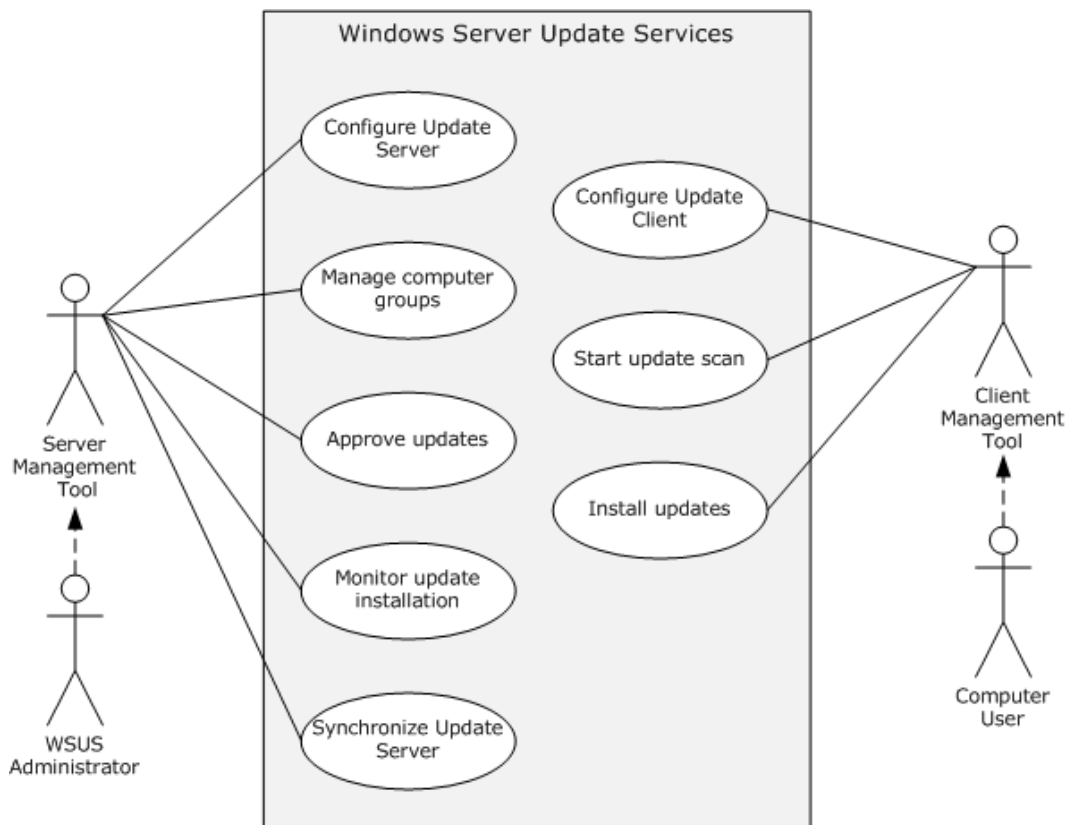 Windows Server Update Services
Configure Update
Server
Manage computer
groups
Approve updates
Monitor update
installation
Synchronize Update
Server
Configure Update
Client
Start update scan
Install updates
Server
Management
Tool
WSUS
Administrator
Client
Management
Tool
Computer
User